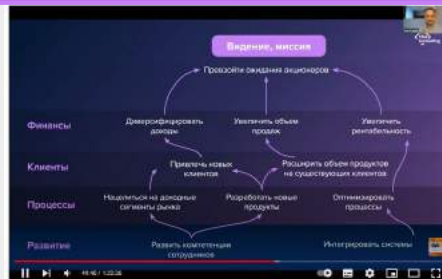 Видение, миссия
Превзойти ожидания акционеров
Финансы
Диверсифицировать
доходы
Увеличить объем
продаж
Увеличить
рентабельность
Клиенты
Привлечь новых
клиентов
Расширить объем продуктов
на существующих клиентов
Процессы
Нацелиться на доходные
сегменты рынка
Разработать новые
продукты
Оптимизировать
процессы
Развитие
Развить компетенции
сотрудников
Интегрировать системы